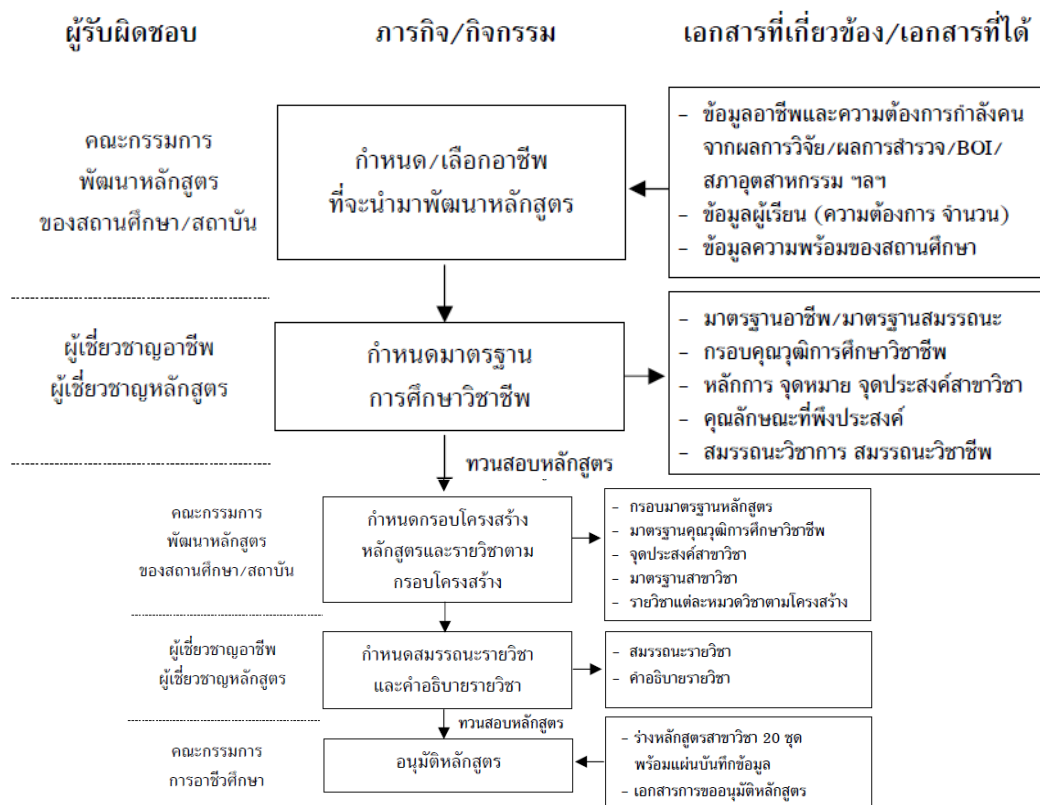 ผู้รับผิดชอบ
ภารกิจ/กิจกรรม
เอกสารที่เกี่ยวข้อง/เอกสารที่ได้
คณะกรรมการ
พัฒนาหลักสูตร
ของสถานศึกษา/สถาบัน
กำหนด/เลือกอาชีพ
ที่จะนำมาพัฒนาหลักสูตร
- ข้อมูลอาชีพและความต้องการกำลังคน
จากผลการวิจัย/ผลการสำรวจ/BOI/
สภาอุตสาหกรรม ฯลฯ
- ข้อมูลผู้เรียน (ความต้องการ จำนวน)
- ข้อมูลความพร้อมของสถานศึกษา
ผู้เชี่ยวชาญอาชีพ
ผู้เชี่ยวชาญหลักสูตร
กำหนดมาตรฐาน
การศึกษาวิชาชีพ
- มาตรฐานอาชีพ/มาตรฐานสมรรถนะ
- กรอบคุณวุฒิการศึกษาวิชาชีพ
- หลักการ จุดหมาย จุดประสงค์สาขาวิชา
- คุณลักษณะที่พึงประสงค์
- สมรรถนะวิชาการ สมรรถนะวิชาชีพ
ทวนสอบหลักสูตร
คณะกรรมการ
พัฒนาหลักสูตร
ของสถานศึกษา/สถาบัน
กำหนดกรอบโครงสร้าง
หลักสูตรและรายวิชาตาม
กรอบโครงสร้าง
- กรอบมาตรฐานหลักสูตร
- มาตรฐานคุณวุฒิการศึกษาวิชาชีพ
- จุดประสงค์สาขาวิชา
- มาตรฐานสาขาวิชา
- รายวิชาแต่ละหมวดวิชาตามโครงสร้าง
ผู้เชี่ยวชาญอาชีพ
ผู้เชี่ยวชาญหลักสูตร
กำหนดสมรรถนะรายวิชา
และคำอธิบายรายวิชา
- สมรรถนะรายวิชา
- คำอธิบายรายวิชา
ทวนสอบหลักสูตร
คณะกรรมการ
การอาชีวศึกษา
อนุมัติหลักสูตร
- ร่างหลักสูตรสาขาวิชา 20 ชุด
พร้อมแผ่นบันทึกข้อมูล
- เอกสารการขออนุมัติหลักสูตร